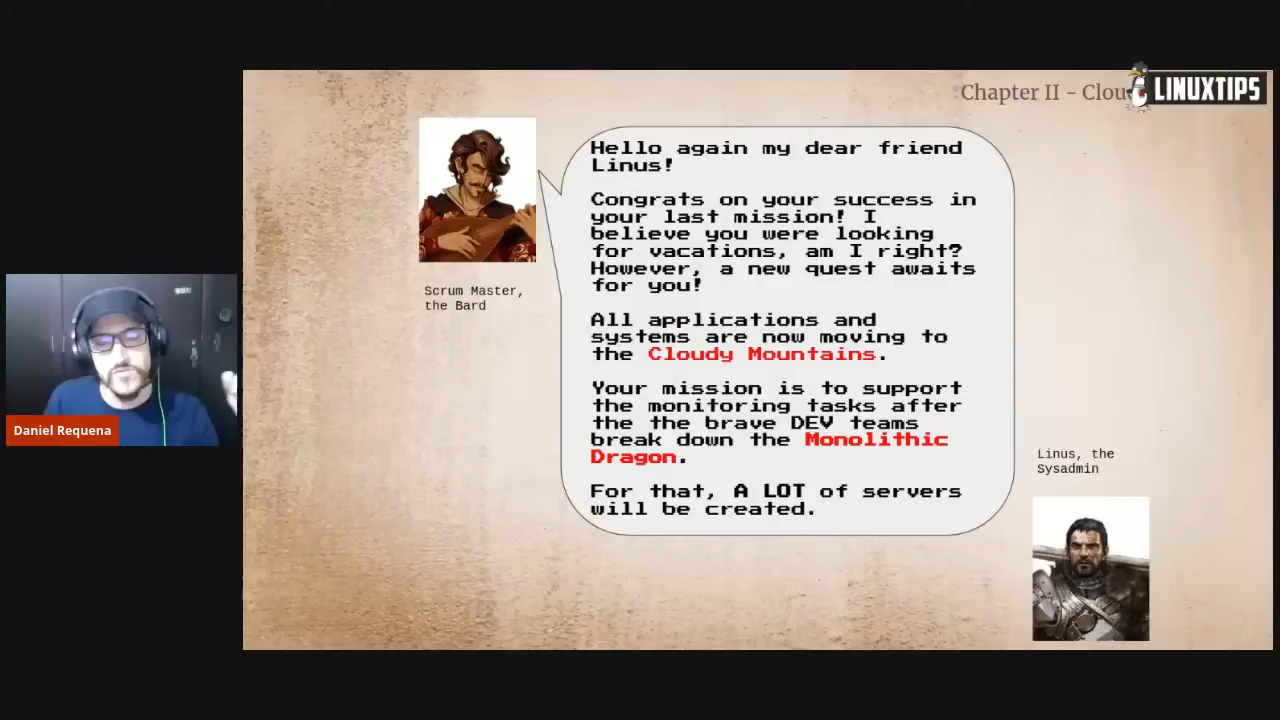 Chapter II - Clou
LINUXTIPS
Hello again my dear friend
Linus!
Congrats on your success in
your last mission! I
believe you were looking
for vacations, am I right?
However, a new quest awaits
for you!
Scrum Master,
the Bard
All applications and
systems are now moving to
the Cloudy Mountains.
Your mission is to support
the monitoring tasks after
the the brave DEV teams
break down the Monolithic
Dragon.
For that, A LOT of servers
will be created.
Daniel Requena
Linus, the
Sysadmin